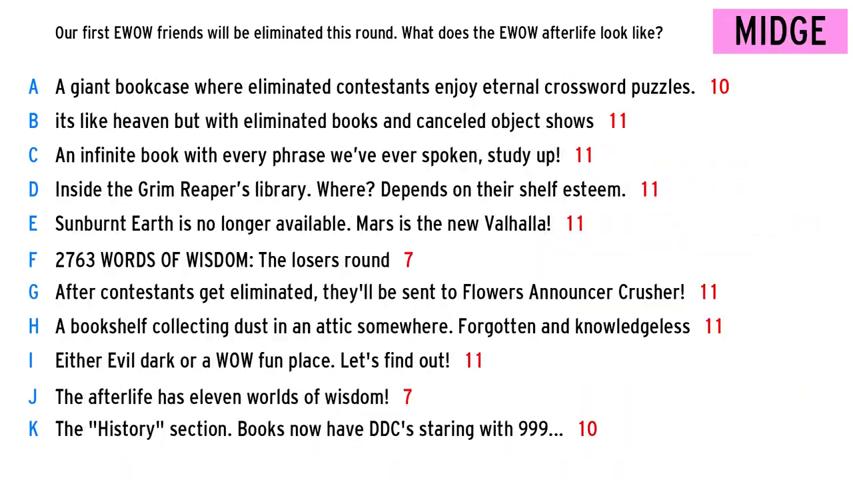 Our first EWOW friends will be eliminated this round. What does the EWOW afterlife look like?
MIDGE
A A giant bookcase where eliminated contestants enjoy eternal crossword puzzles. 10
B its like heaven but with eliminated books and canceled object shows 11
C An infinite book with every phrase we've ever spoken, study up! 11
D Inside the Grim Reaper's library. Where? Depends on their shelf esteem. 11
E Sunburnt Earth is no longer available. Mars is the new Valhalla! 11
F 2763 WORDS OF WISDOM: The losers round 7
G After contestants get eliminated, they'll be sent to Flowers Announcer Crusher! 11
H A bookshelf collecting dust in an attic somewhere. Forgotten and knowledgeless 11
I Either Evil dark or a WOW fun place. Let's find out! 11
J The afterlife has eleven worlds of wisdom! 7
K The "History" section. Books now have DDC's staring with 999... 10